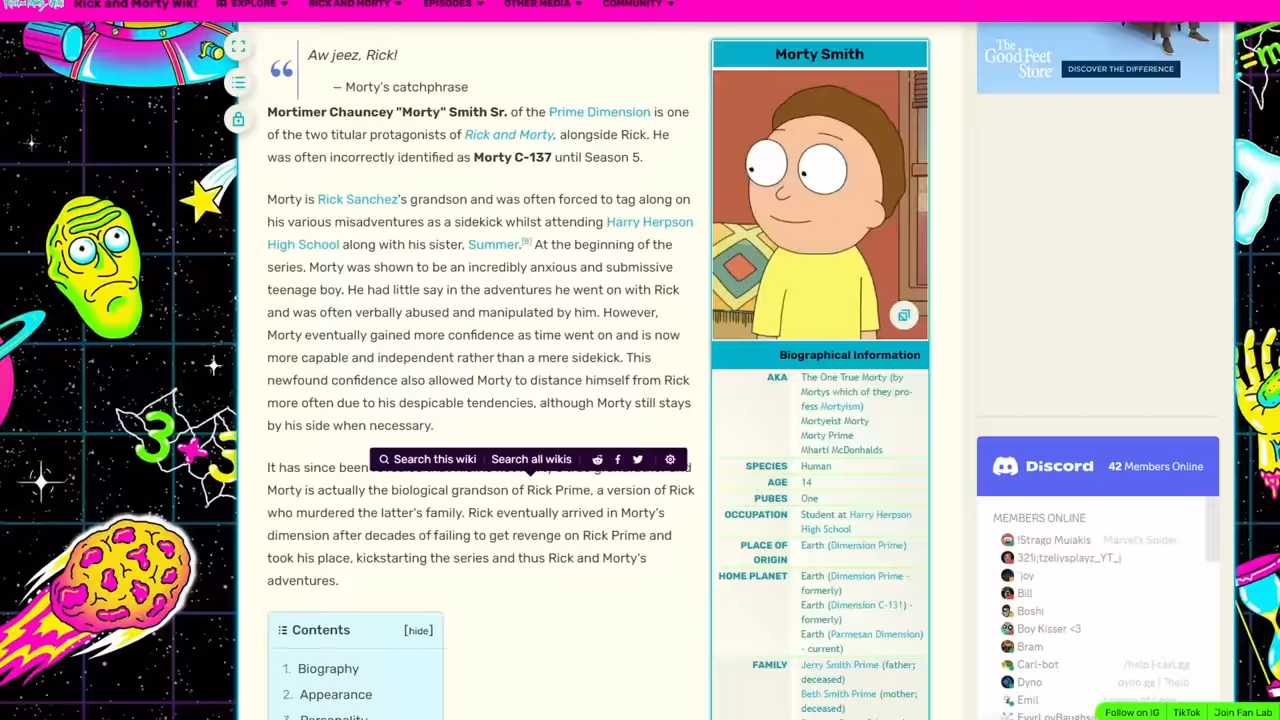 Rick and Morty Wiki
EXPLORE
RICK AND MORTY
EPISODES
OTHER MEDIA
COMMUNITY
Aw jeez, Rick!
— Morty's catchphrase
Mortimer Chauncey "Morty" Smith Sr. of the Prime Dimension is one
of the two titular protagonists of Rick and Morty, alongside Rick. He
was often incorrectly identified as Morty C-137 until Season 5.
Morty is Rick Sanchez's grandson and was often forced to tag along on
his various misadventures as a sidekick whilst attending Harry Herpson
High School along with his sister, Summer.[8] At the beginning of the
series, Morty was shown to be an incredibly anxious and submissive
teenage boy. He had little say in the adventures he went on with Rick
and was often verbally abused and manipulated by him. However,
Morty eventually gained more confidence as time went on and is now
more capable and independent rather than a mere sidekick. This
newfound confidence also allowed Morty to distance himself from Rick
more often due to his despicable tendencies, although Morty still stays
by his side when necessary.
Search this wiki
Search all wikis
It has since been
Morty is actually the biological grandson of Rick Prime, a version of Rick
who murdered the latter's family. Rick eventually arrived in Morty's
dimension after decades of failing to get revenge on Rick Prime and
took his place, kickstarting the series and thus Rick and Morty's
adventures.
Contents [hide]
1. Biography
2. Appearance
Morty Smith
Biographical Information
AKA The One True Morty (by
Mortys which of they pro-
fess Mortyism)
Mortyeist Morty
Morty Prime
Mharti McDonhalds
SPECIES Human
AGE 14
PUBES One
OCCUPATION Student at Harry Herpson
High School
PLACE OF ORIGIN Earth (Dimension Prime)
HOME PLANET Earth (Dimension Prime -
formerly)
Earth (Dimension C-131) -
formerly)
Earth (Parmesan Dimension)
- current)
FAMILY Jerry Smith Prime (father;
deceased)
Beth Smith Prime (mother;
deceased)
The
Good Feet
Store
DISCOVER THE DIFFERENCE
Discord
42 Members Online
MEMBERS ONLINE
!Strago Muiakis
321i;tzeliysplayz_YT_j
"joy
Bill
Boshi
Boy Kisser <3
Bram
Carl-bot /help | carl.gg
Dyno dyno.gg | ?help
Emil
Follow on IG
TikTok
Join Fan Lab